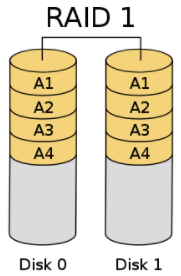 RAID 1
A1 A1
A2 A2
A3 A3
A4 A4
Disk 0 Disk 1